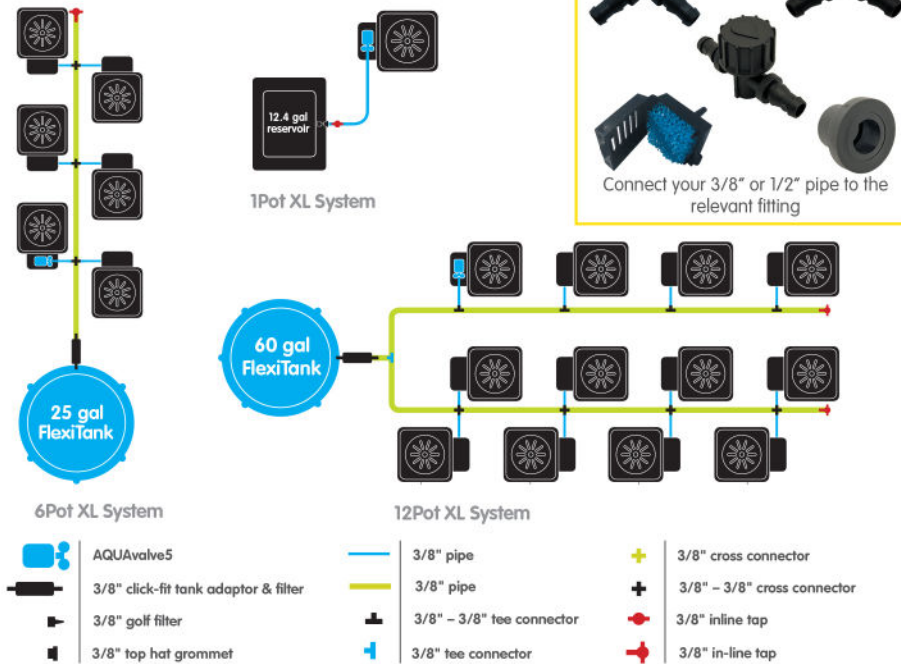 12.4 gal
reservoir
1Pot XL System
Connect your 3/8" or 1/2" pipe to the
relevant fitting
60 gal
FlexiTank
25 gal
FlexiTank
6Pot XL System
12Pot XL System
AQUAvalve5
3/8" click-fit tank adaptor & filter
3/8" golf filter
3/8" top hat grommet
3/8" pipe
3/8" pipe
3/8" – 3/8" tee connector
3/8" tee connector
3/8" cross connector
3/8" – 3/8" cross connector
3/8" inline tap
3/8" in-line tap